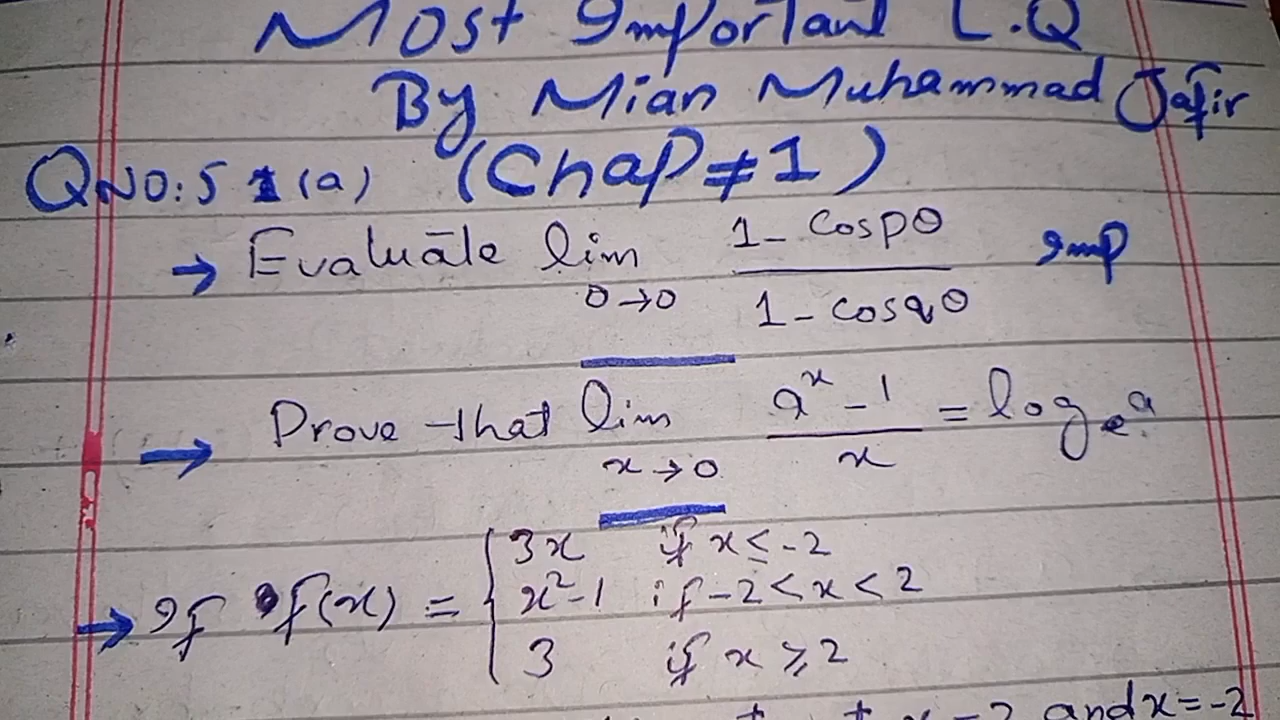 Most Important L.Q
By Mian Muhammad Jafir
QNO:5 1 (a) (Chap # 1)
→ Evaluate lim θ→0 1 - cospθ / 1 - cosqθ Imp
→ Prove that lim x→0 a^x - 1 / x = log_e a
→ If f(x) = { 3x if x ≤ -2
x² - 1 if -2 < x < 2
3 if x ≥ 2
x = 2 and x = -2